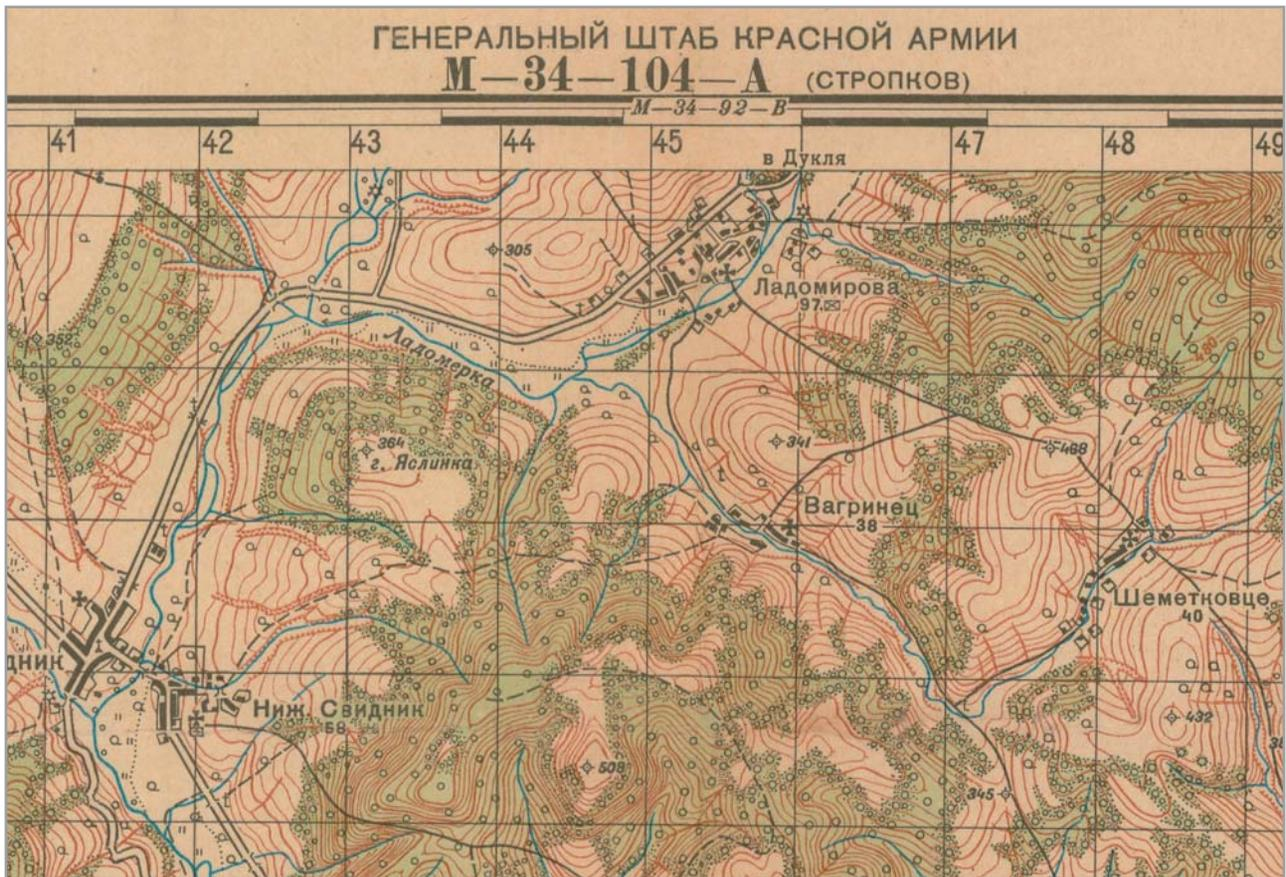 ГЕНЕРАЛЬНЫЙ ШТАБ КРАСНОЙ АРМИИ
М—34—104—А (СТРОПКОВ)
М—34—92—В
41 42 43 44 45 47 48 49
в Дукля
305
Ладомирова
97
352
Ладомерка
364
г. Яслинка
341
468
Вагринец
38
Шеметковце
40
дник
Ниж. Свидник
58
432
508
345